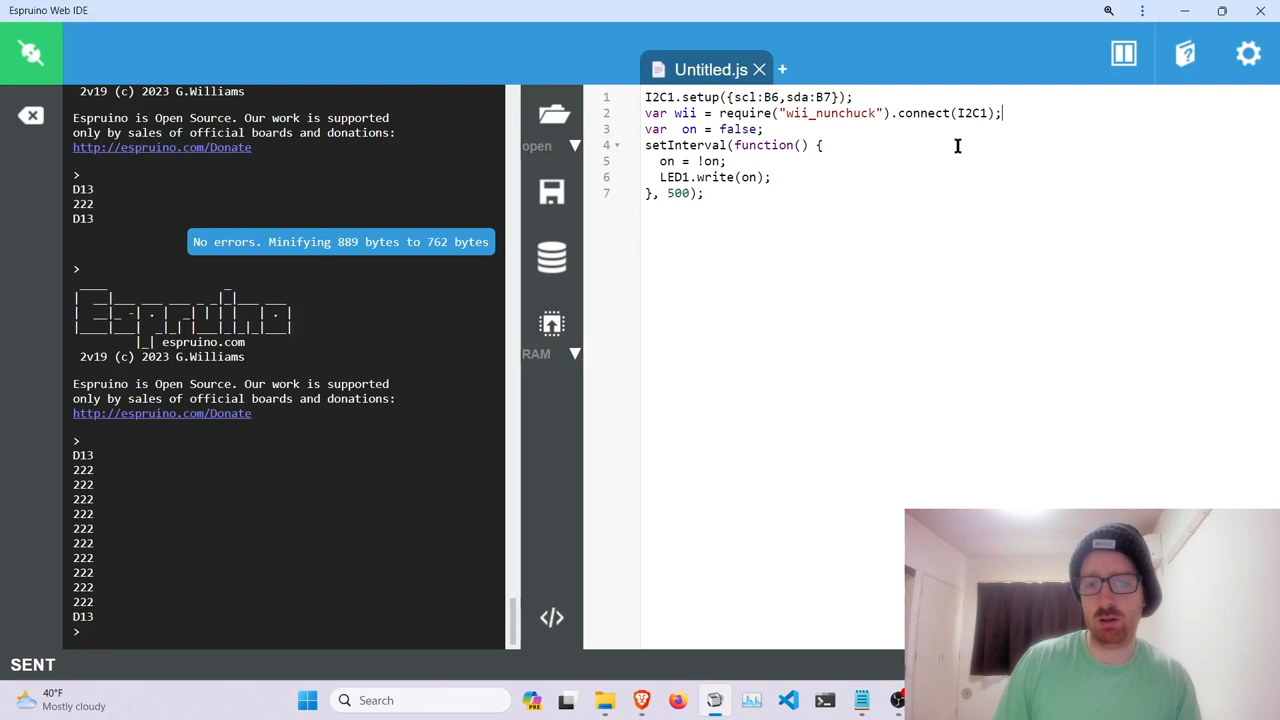 Espruino Web IDE
Untitled.js
+
2v19 (c) 2023 G.Williams
Espruino is Open Source. Our work is supported
only by sales of official boards and donations:
http://espruino.com/Donate
>
D13
222
D13
No errors. Minifying 889 bytes to 762 bytes
>
|_| espruino.com
2v19 (c) 2023 G.Williams
Espruino is Open Source. Our work is supported
only by sales of official boards and donations:
http://espruino.com/Donate
>
D13
222
222
222
222
222
222
222
222
222
222
D13
>
SENT
open
RAM
</>
1 I2C1.setup({scl:B6,sda:B7});
2 var wii = require("wii_nunchuck").connect(I2C1);
3 var  on = false;
4 setInterval(function() {
5   on = !on;
6   LED1.write(on);
7 }, 500);
40°F
Mostly cloudy
Search
PRE